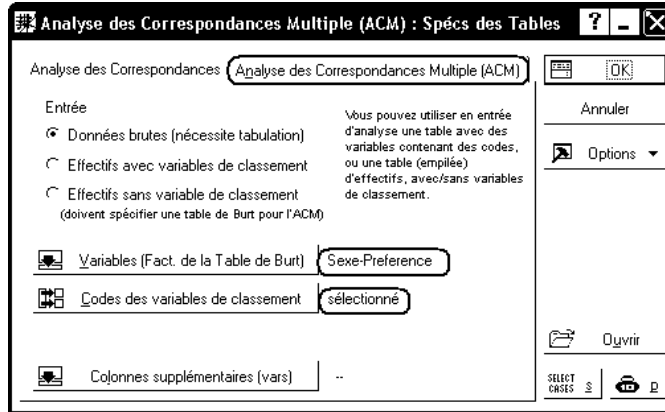 Analyse des Correspondances Multiple (ACM) : Spécs des Tables
Analyse des Correspondances
Analyse des Correspondances Multiple (ACM)
OK
Annuler
Options
Entrée
Données brutes (nécessite tabulation)
Effectifs avec variables de classement
Effectifs sans variable de classement
(doivent spécifier une table de Burt pour l'ACM)
Vous pouvez utiliser en entrée
d'analyse une table avec des
variables contenant des codes,
ou une table (empilée)
d'effectifs, avec/sans variables
de classement.
Variables (Fact. de la Table de Burt)
Sexe-Preference
Codes des variables de classement
sélectionné
Colonnes supplémentaires (vars)
--
Ouvrir
SELECT
CASES
S
D